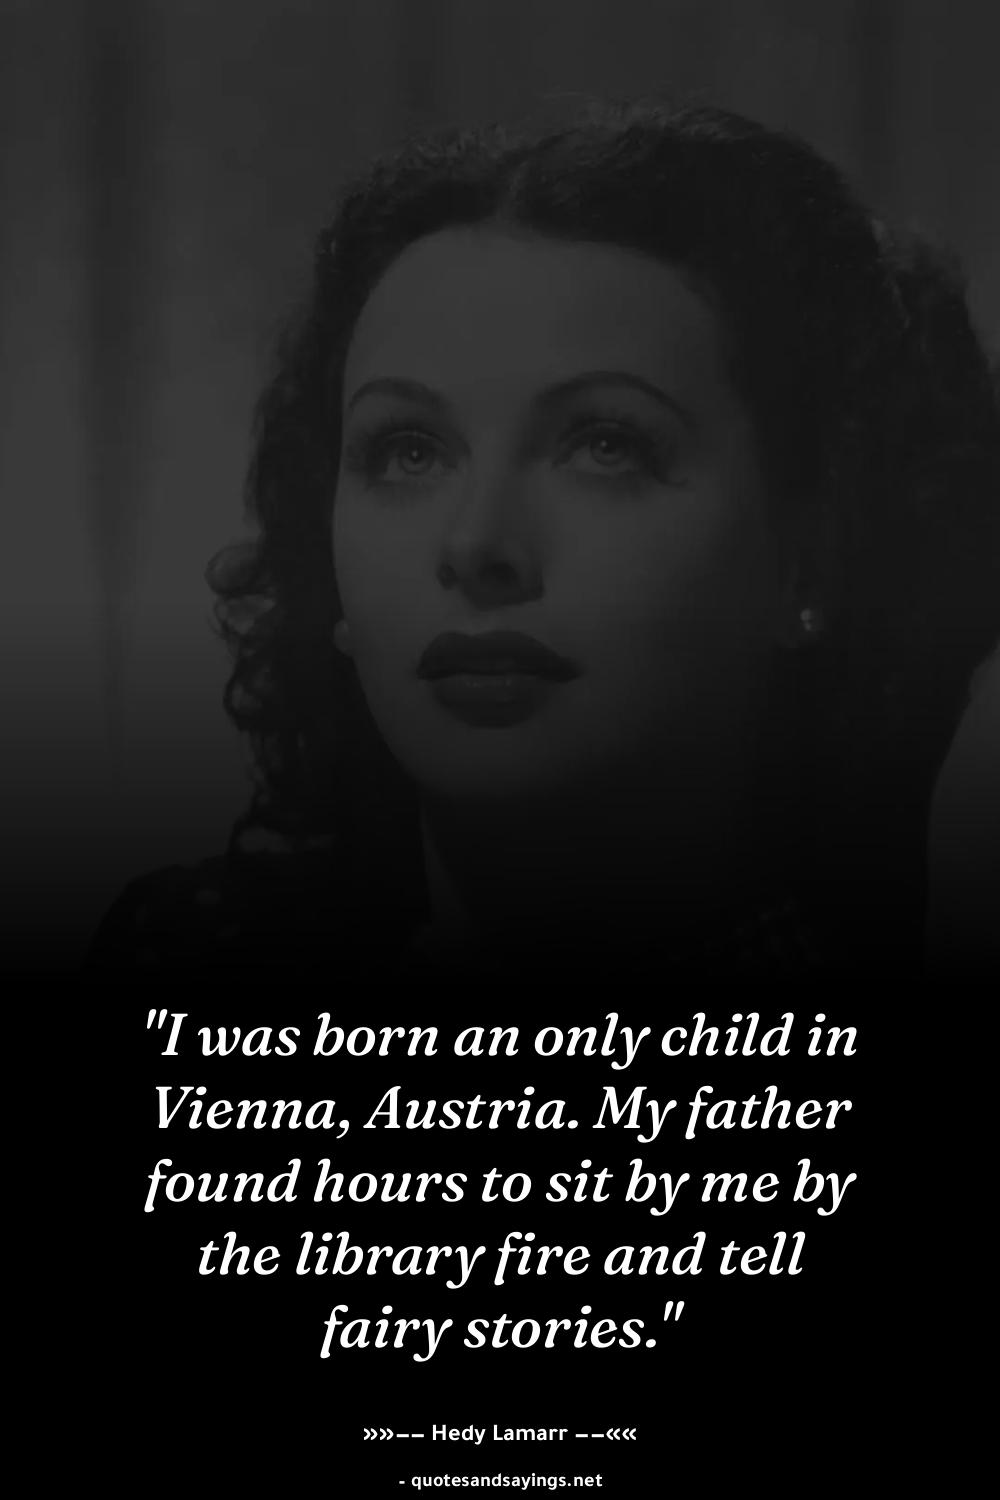 "I was born an only child in
Vienna, Austria. My father
found hours to sit by me by
the library fire and tell
fairy stories."
»»–– Hedy Lamarr ––««
- quotesandsayings.net